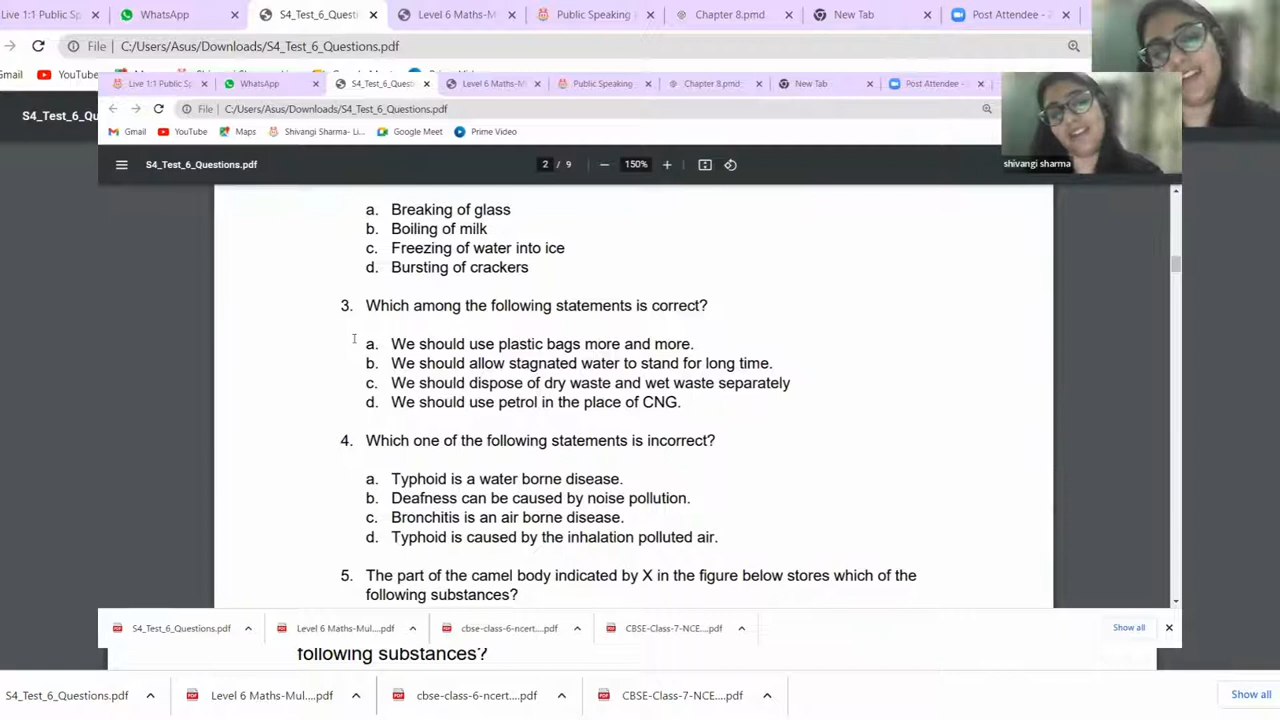 Live 1:1 Public Sp
WhatsApp
S4_Test_6_Questi
Level 6 Maths-M
Public Speaking
Chapter 8.pmd
New Tab
Post Attendee - 2
File
C:/Users/Asus/Downloads/S4_Test_6_Questions.pdf
Gmail
YouTube
S4_Test_6_Qu
Live 1:1 Public Sp
WhatsApp
S4_Test_6_Questi
Level 6 Maths-M
Public Speaking
Chapter 8.pmd
New Tab
Post Attendee -
File
C:/Users/Asus/Downloads/S4_Test_6_Questions.pdf
Gmail
YouTube
Maps
Shivangi Sharma- Li...
Google Meet
Prime Video
shivangi sharma
S4_Test_6_Questions.pdf
2 / 9
150%
a. Breaking of glass
b. Boiling of milk
c. Freezing of water into ice
d. Bursting of crackers
3. Which among the following statements is correct?
a. We should use plastic bags more and more.
b. We should allow stagnated water to stand for long time.
c. We should dispose of dry waste and wet waste separately
d. We should use petrol in the place of CNG.
4. Which one of the following statements is incorrect?
a. Typhoid is a water borne disease.
b. Deafness can be caused by noise pollution.
c. Bronchitis is an air borne disease.
d. Typhoid is caused by the inhalation polluted air.
5. The part of the camel body indicated by X in the figure below stores which of the
following substances?
S4_Test_6_Questions.pdf
Level 6 Maths-Mul....pdf
cbse-class-6-ncert....pdf
CBSE-Class-7-NCE....pdf
Show all
following substances?
S4_Test_6_Questions.pdf
Level 6 Maths-Mul....pdf
cbse-class-6-ncert....pdf
CBSE-Class-7-NCE....pdf
Show all